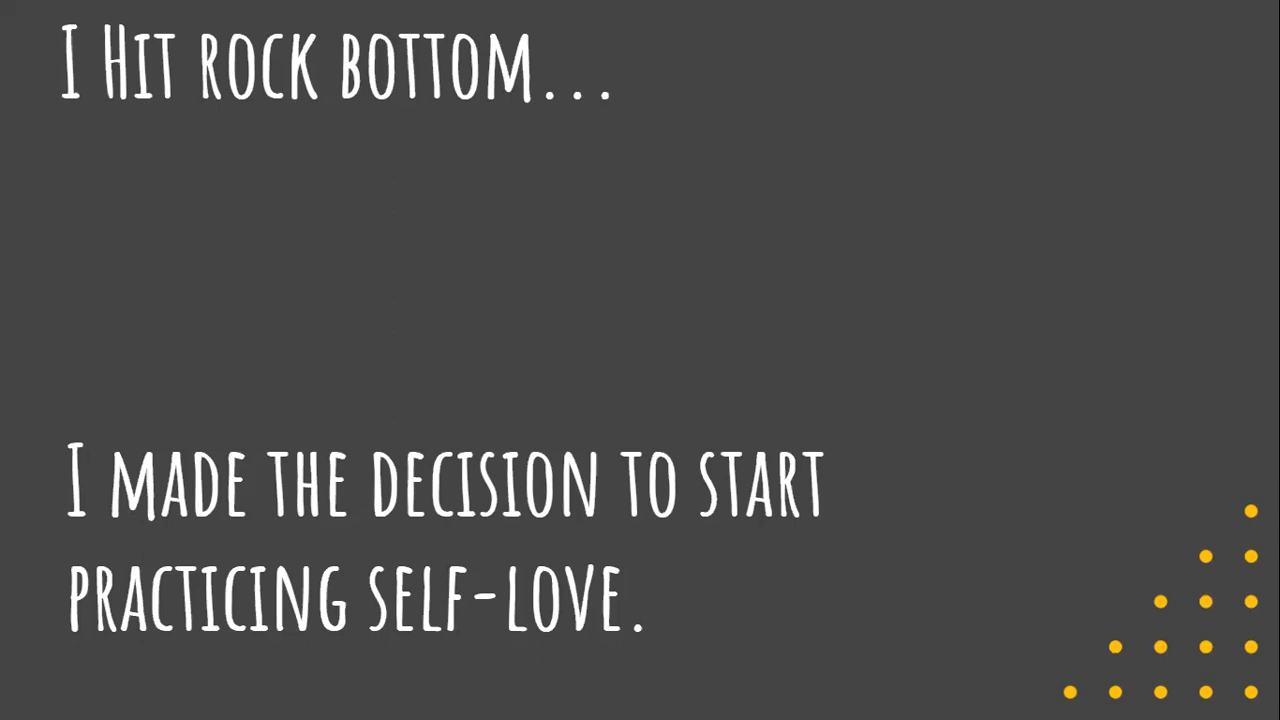 I Hit rock bottom...
I made the decision to start
practicing self-love.